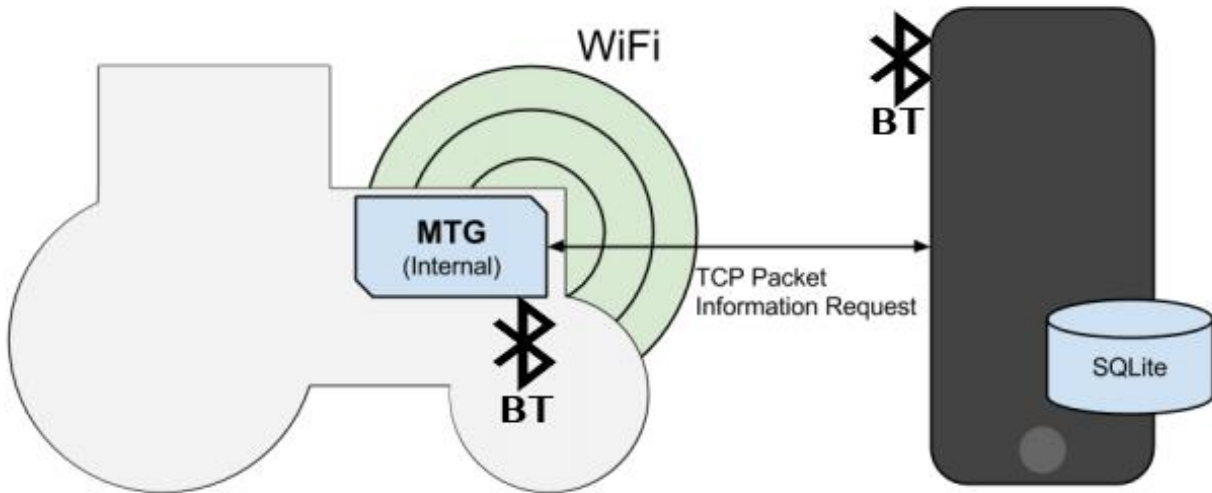 WiFi
BT
MTG
(Internal)
TCP Packet
Information Request
SQLite
BT